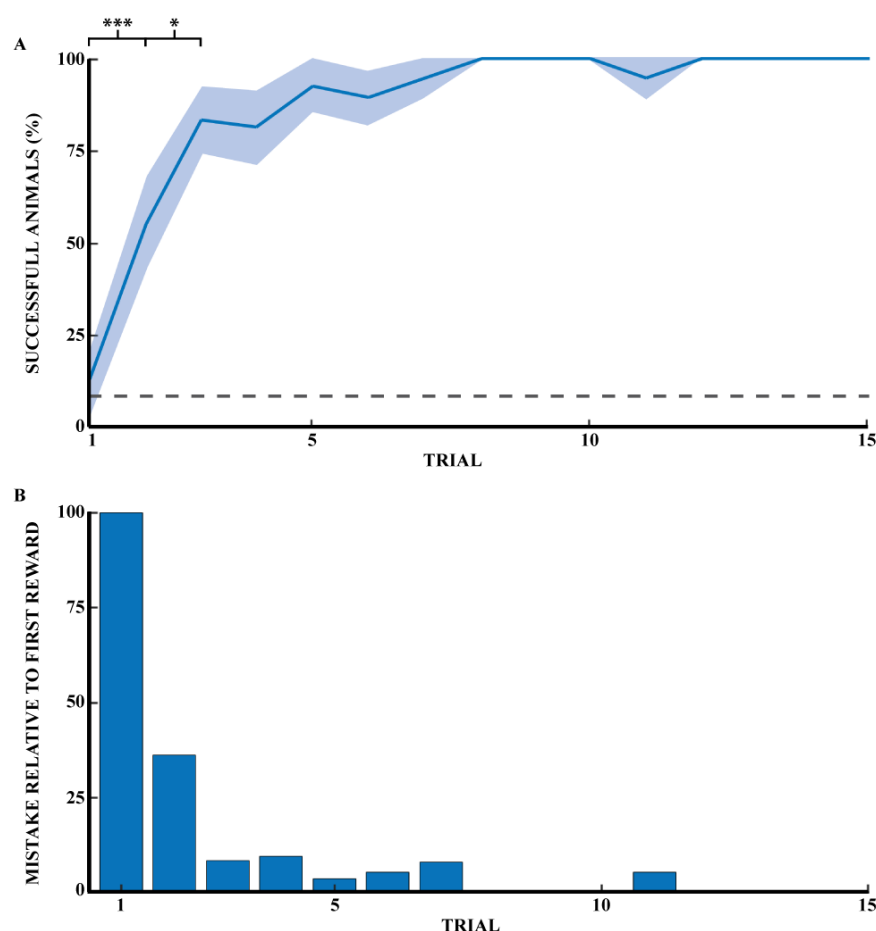 *** *
A
100
75
50
25
0
SUCCESSFULL ANIMALS (%)
1 5 10 15
TRIAL
B
100
75
50
25
0
MISTAKE RELATIVE TO FIRST REWARD
1 5 10 15
TRIAL